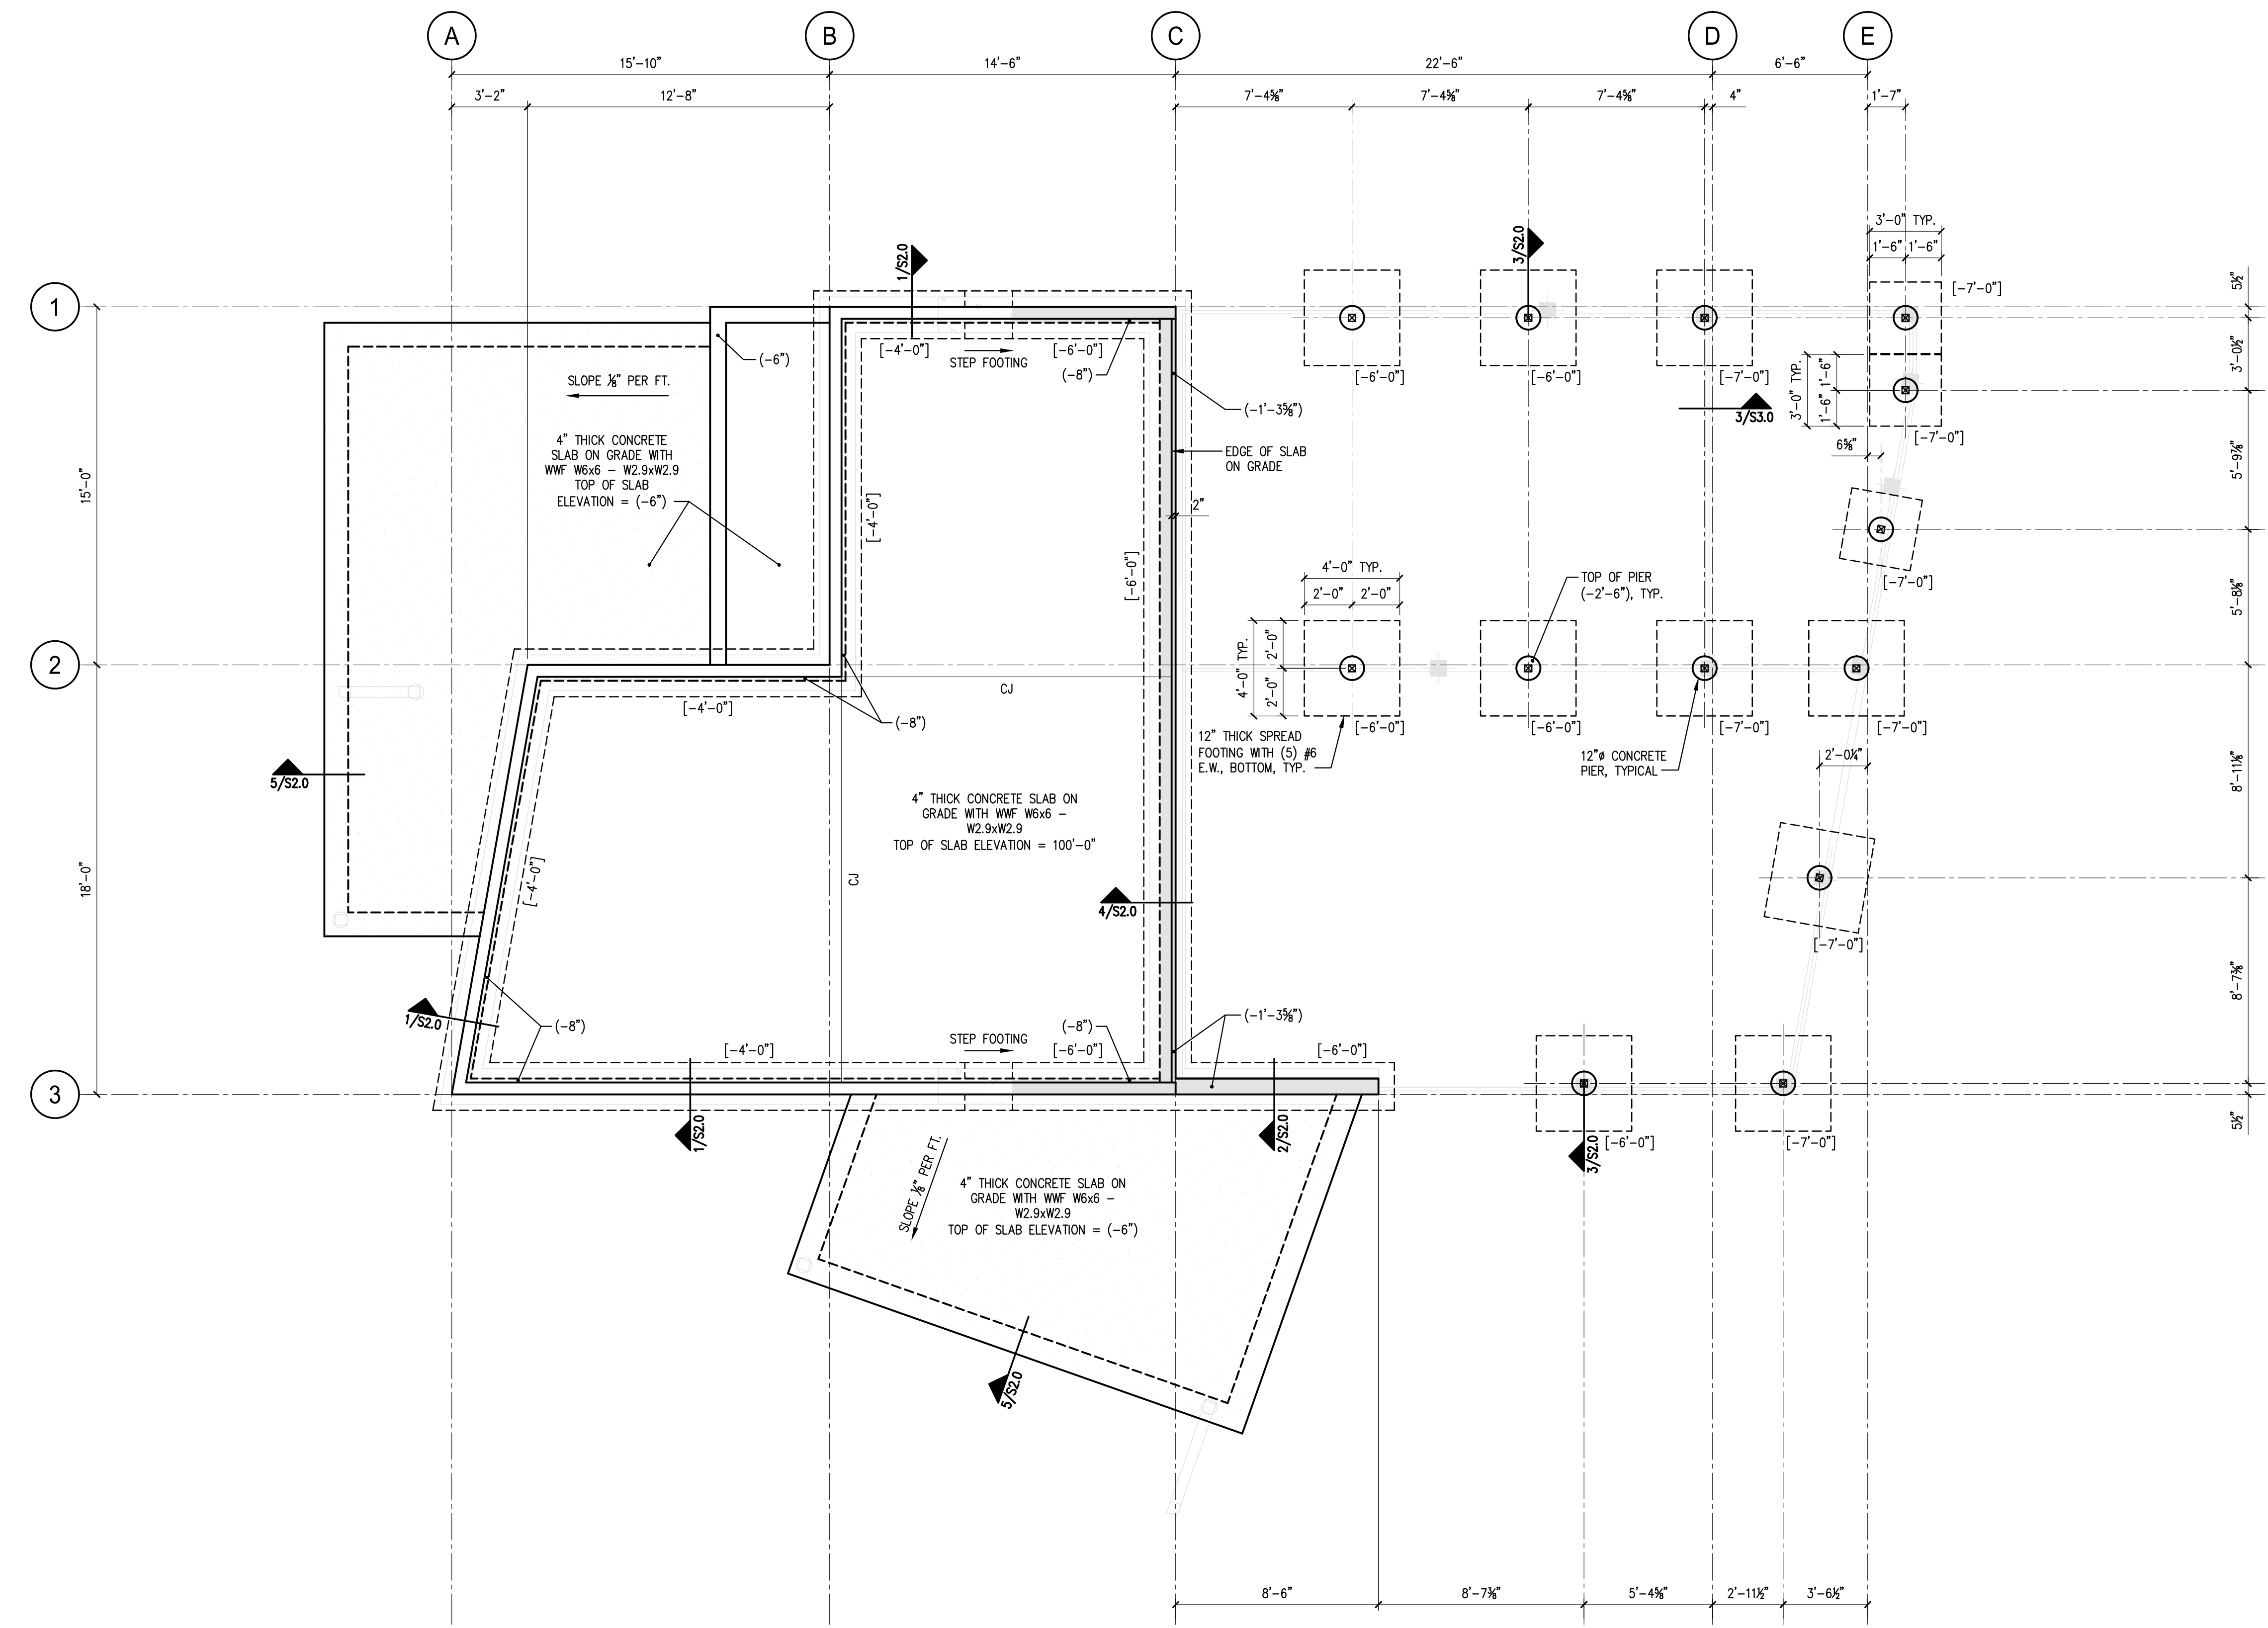 A
B
C
D
E
15'-10"
14'-6"
22'-6"
6'-6"
3'-2"
12'-8"
7'-4⅝"
7'-4⅝"
7'-4⅝"
4"
1'-7"
3'-0" TYP.
1'-6"
1'-6"
1/S2.0
3/S2.0
5½"
[-7'-0"]
1
(-6")
[-4'-0"]
STEP FOOTING
[-6'-0"]
(-8")
[-6'-0"]
[-6'-0"]
[-7'-0"]
3'-0½"
SLOPE ⅛" PER FT.
(-1'-3⅝")
3/S3.0
3'-0" TYP.
1'-6"
1'-6"
[-7'-0"]
4" THICK CONCRETE
SLAB ON GRADE WITH
WWF W6x6 - W2.9xW2.9
TOP OF SLAB
ELEVATION = (-6")
EDGE OF SLAB
ON GRADE
6⅝"
5'-9⅞"
15'-0"
[-4'-0"]
2"
[-6'-0"]
[-7'-0"]
4'-0" TYP.
2'-0"
2'-0"
TOP OF PIER
(-2'-6"), TYP.
5'-8⅛"
2
4'-0" TYP.
2'-0"
2'-0"
CJ
[-4'-0"]
(-8")
[-6'-0"]
[-6'-0"]
[-7'-0"]
[-7'-0"]
12" THICK SPREAD
FOOTING WITH (5) #6
E.W., BOTTOM, TYP.
12"ø CONCRETE
PIER, TYPICAL
2'-0¼"
8'-11⅛"
5/S2.0
4" THICK CONCRETE SLAB ON
GRADE WITH WWF W6x6 -
W2.9xW2.9
TOP OF SLAB ELEVATION = 100'-0"
18'-0"
[-4'-0"]
CJ
4/S2.0
[-7'-0"]
8'-7⅜"
1/S2.0
(-8")
STEP FOOTING
(-8")
(-1'-3⅝")
[-4'-0"]
[-6'-0"]
[-6'-0"]
3
5½"
1/S2.0
2/S2.0
3/S2.0
[-6'-0"]
[-7'-0"]
SLOPE ⅛" PER FT.
4" THICK CONCRETE SLAB ON
GRADE WITH WWF W6x6 -
W2.9xW2.9
TOP OF SLAB ELEVATION = (-6")
5/S2.0
8'-6"
8'-7⅜"
5'-4⅝"
2'-11½"
3'-6½"